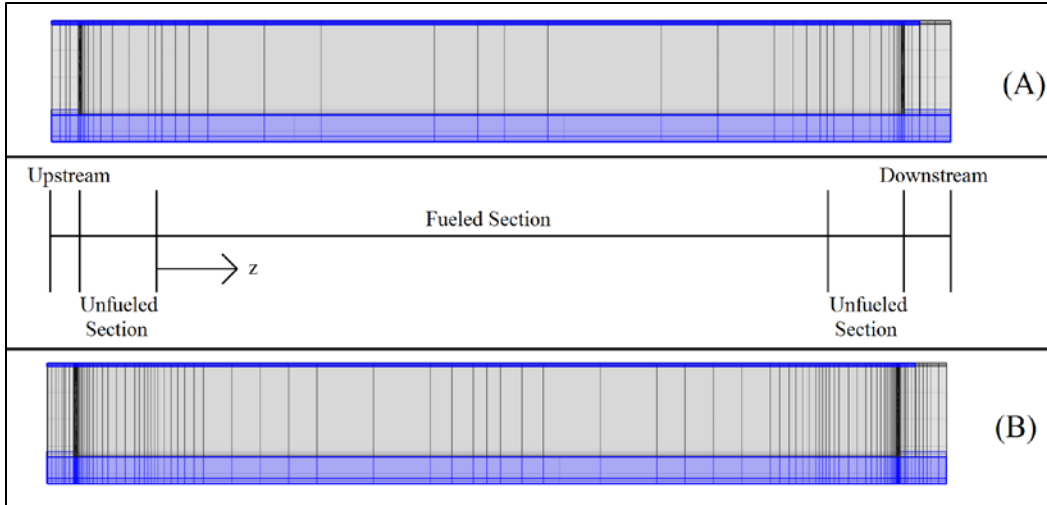 (A)
Upstream
Downstream
Fueled Section
z
Unfueled
Section
Unfueled
Section
(B)